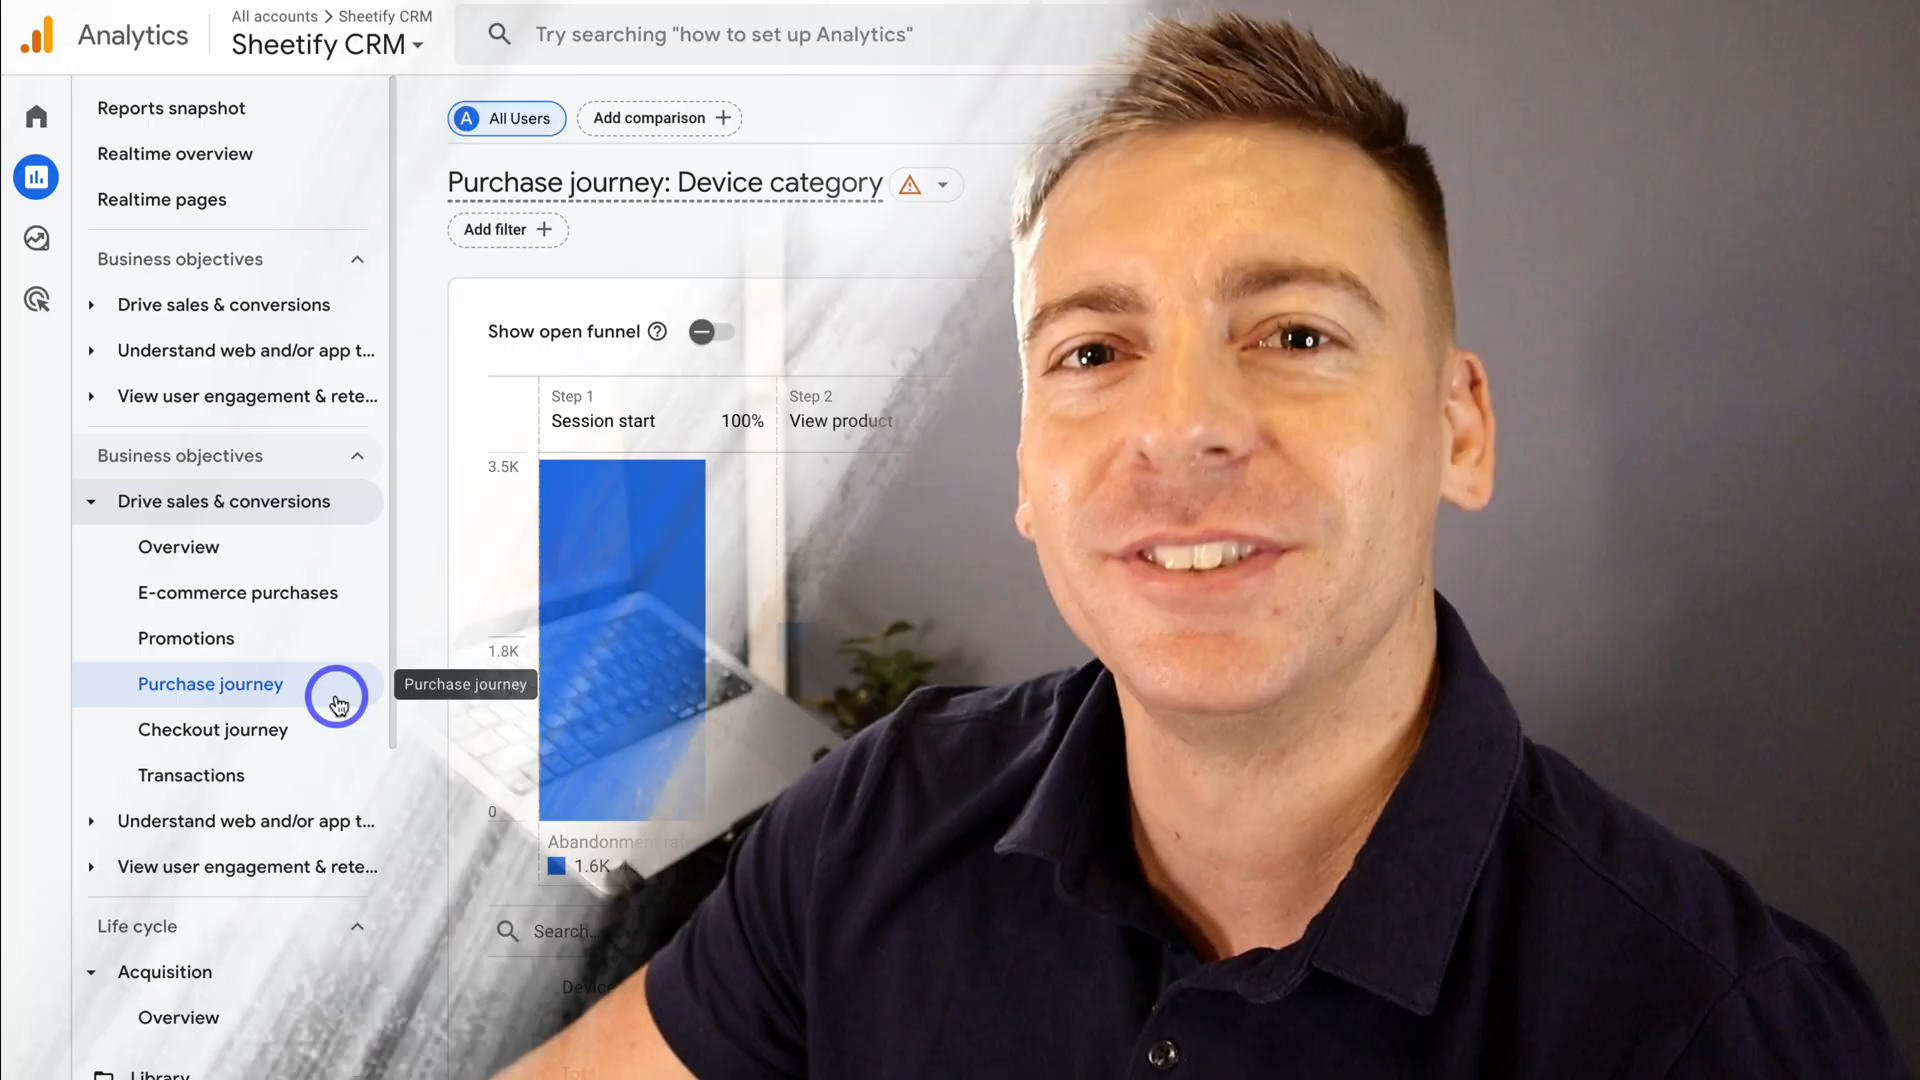 Analytics
All accounts > Sheetify CRM
Sheetify CRM
Try searching "how to set up Analytics"
Reports snapshot
Realtime overview
Realtime pages
Business objectives
Drive sales & conversions
Understand web and/or app t...
View user engagement & rete...
Business objectives
Drive sales & conversions
Overview
E-commerce purchases
Promotions
Purchase journey
Checkout journey
Transactions
Understand web and/or app t...
View user engagement & rete...
Life cycle
Acquisition
Overview
Library
Purchase journey
A All Users
Add comparison +
Purchase journey: Device category
Add filter +
Show open funnel
Step 1
Session start 100%
Step 2
View product
3.5K
1.8K
0
Abandonment rate
1.6K
Search...
Device